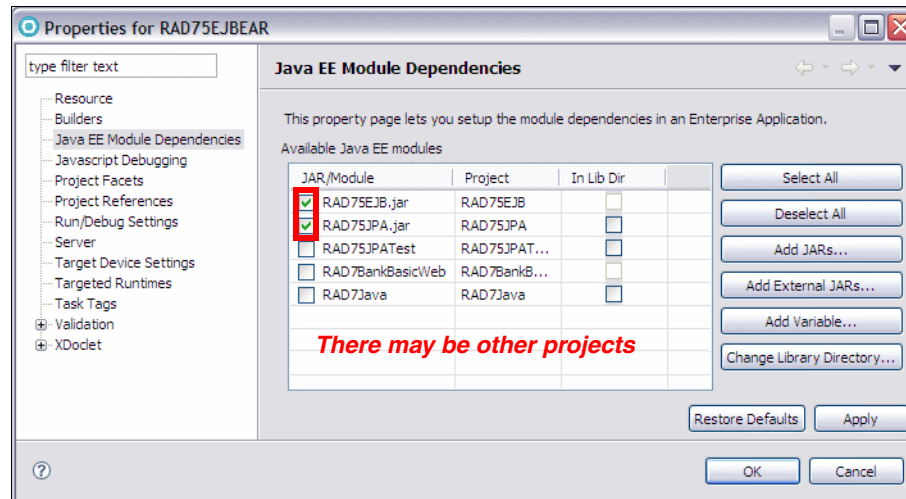 Properties for RAD75EJBEAR
type filter text
Java EE Module Dependencies
Resource
Builders
Java EE Module Dependencies
Javascript Debugging
Project Facets
Project References
Run/Debug Settings
Server
Target Device Settings
Targeted Runtimes
Task Tags
Validation
XDoclet
This property page lets you setup the module dependencies in an Enterprise Application.
Available Java EE modules
JAR/Module Project In Lib Dir
RAD75EJB.jar RAD75EJB
RAD75JPA.jar RAD75JPA
RAD75JPATest RAD75JPAT...
RAD7BankBasicWeb RAD7BankB...
RAD7Java RAD7Java
There may be other projects
Select All
Deselect All
Add JARs...
Add External JARs...
Add Variable...
Change Library Directory...
Restore Defaults Apply
? OK Cancel